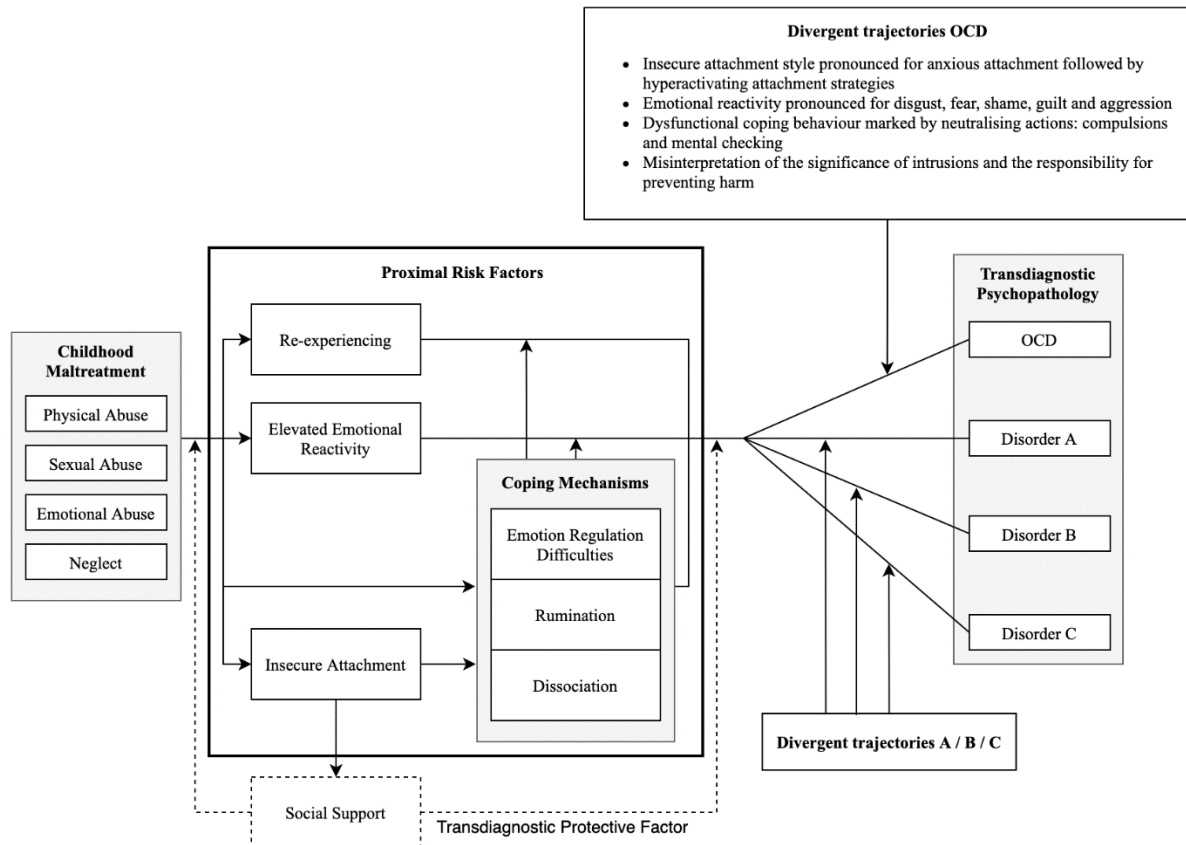 Divergent trajectories OCD
• Insecure attachment style pronounced for anxious attachment followed by
hyperactivating attachment strategies
• Emotional reactivity pronounced for disgust, fear, shame, guilt and aggression
• Dysfunctional coping behaviour marked by neutralising actions: compulsions
and mental checking
• Misinterpretation of the significance of intrusions and the responsibility for
preventing harm
Proximal Risk Factors
Transdiagnostic
Psychopathology
Childhood
Maltreatment
Physical Abuse
Sexual Abuse
Emotional Abuse
Neglect
Re-experiencing
Elevated Emotional
Reactivity
Coping Mechanisms
Emotion Regulation
Difficulties
Rumination
Dissociation
Insecure Attachment
OCD
Disorder A
Disorder B
Disorder C
Divergent trajectories A / B / C
Social Support
Transdiagnostic Protective Factor